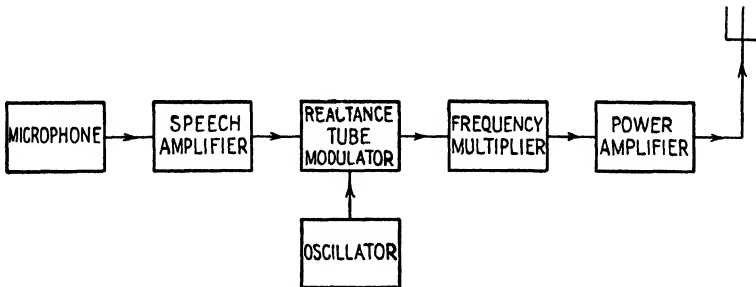 MICROPHONE
SPEECH
AMPLIFIER
REACTANCE
TUBE
MODULATOR
FREQUENCY
MULTIPLIER
POWER
AMPLIFIER
OSCILLATOR